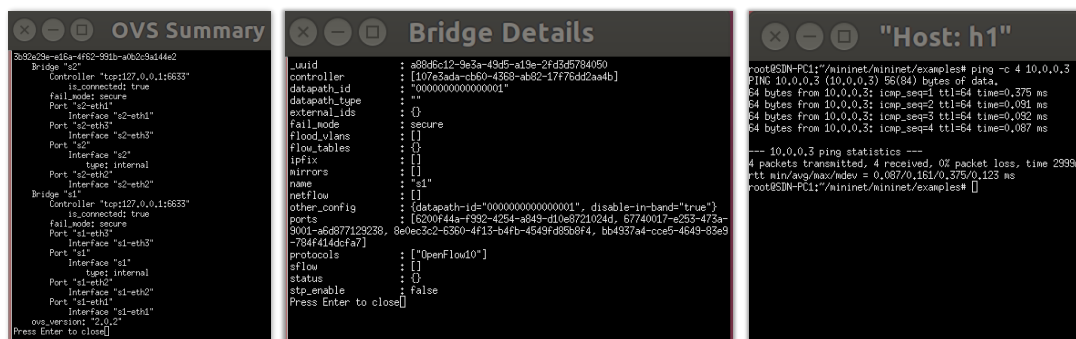 OVS Summary
3b92e29e-e16a-4f62-991b-a0b2c9a144e2
Bridge "s2"
Controller "tcp:127.0.0.1:6633"
is_connected: true
fail_mode: secure
Port "s2-eth1"
Interface "s2-eth1"
Port "s2-eth3"
Interface "s2-eth3"
Port "s2"
Interface "s2"
type: internal
Port "s2-eth2"
Interface "s2-eth2"
Bridge "s1"
Controller "tcp:127.0.0.1:6633"
is_connected: true
fail_mode: secure
Port "s1-eth3"
Interface "s1-eth3"
Port "s1"
Interface "s1"
type: internal
Port "s1-eth2"
Interface "s1-eth2"
Port "s1-eth1"
Interface "s1-eth1"
ovs_version: "2.0.2"
Press Enter to close
Bridge Details
_uuid : a88d6c12-9e3a-49d5-a19e-2fd3d5784050
controller : [107e3ada-cb60-4368-ab82-17f76dd2aa4b]
datapath_id : "0000000000000001"
datapath_type : ""
external_ids : {}
fail_mode : secure
flood_vlans : []
flow_tables : {}
ipfix : []
mirrors : []
name : "s1"
netflow : []
other_config : {datapath-id="0000000000000001", disable-in-band="true"}
ports : [6200f44a-f992-4254-a849-d10e8721024d, 67740017-e253-473a-
9001-a6d877129238, 8e0ec3c2-6360-4f13-b4fb-4549fd85b8f4, bb4937a4-cce5-4649-83e9
-784f414dcfa7]
protocols : ["OpenFlow10"]
sflow : []
status : {}
stp_enable : false
Press Enter to close
"Host: h1"
root@SDN-PC1:~/mininet/mininet/examples# ping -c 4 10.0.0.3
PING 10.0.0.3 (10.0.0.3) 56(84) bytes of data.
64 bytes from 10.0.0.3: icmp_seq=1 ttl=64 time=0.375 ms
64 bytes from 10.0.0.3: icmp_seq=2 ttl=64 time=0.091 ms
64 bytes from 10.0.0.3: icmp_seq=3 ttl=64 time=0.092 ms
64 bytes from 10.0.0.3: icmp_seq=4 ttl=64 time=0.087 ms
--- 10.0.0.3 ping statistics ---
4 packets transmitted, 4 received, 0% packet loss, time 2999m
rtt min/avg/max/mdev = 0.087/0.161/0.375/0.123 ms
root@SDN-PC1:~/mininet/mininet/examples#